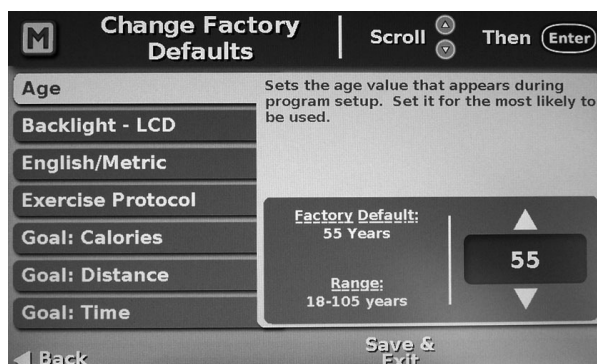 M
Change Factory
Defaults
Scroll
Then Enter
Age
Backlight - LCD
English/Metric
Exercise Protocol
Goal: Calories
Goal: Distance
Goal: Time
Sets the age value that appears during
program setup. Set it for the most likely to
be used.
Factory Default:
55 Years
Range:
18-105 years
55
Back
Save &
Exit